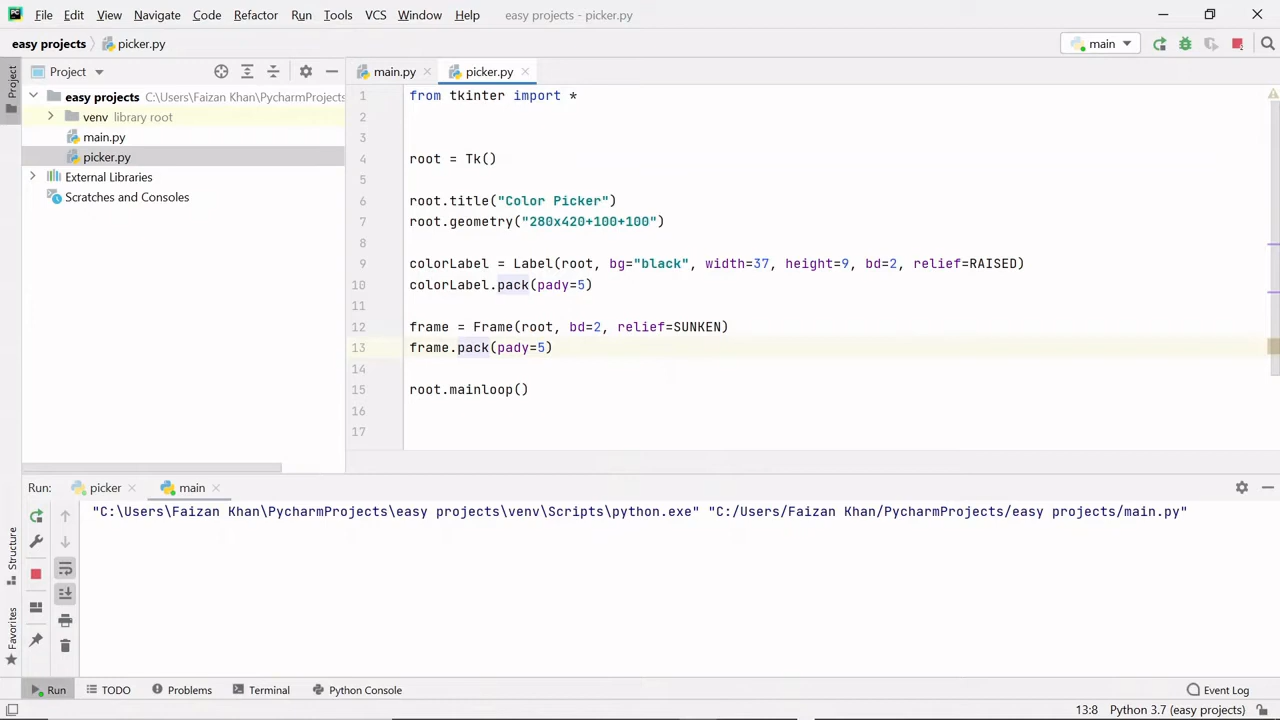 File Edit View Navigate Code Refactor Run Tools VCS Window Help easy projects - picker.py
easy projects picker.py main
Project
Project main.py picker.py
easy projects C:\Users\Faizan Khan\PycharmProjects
venv library root
main.py
picker.py
External Libraries
Scratches and Consoles
1 from tkinter import *
2
3
4 root = Tk()
5
6 root.title("Color Picker")
7 root.geometry("280x420+100+100")
8
9 colorLabel = Label(root, bg="black", width=37, height=9, bd=2, relief=RAISED)
10 colorLabel.pack(pady=5)
11
12 frame = Frame(root, bd=2, relief=SUNKEN)
13 frame.pack(pady=5)
14
15 root.mainloop()
16
17
Run: picker main
"C:\Users\Faizan Khan\PycharmProjects\easy projects\venv\Scripts\python.exe" "C:/Users/Faizan Khan/PycharmProjects/easy projects/main.py"
Structure
Favorites
Run TODO Problems Terminal Python Console Event Log
13:8 Python 3.7 (easy projects)